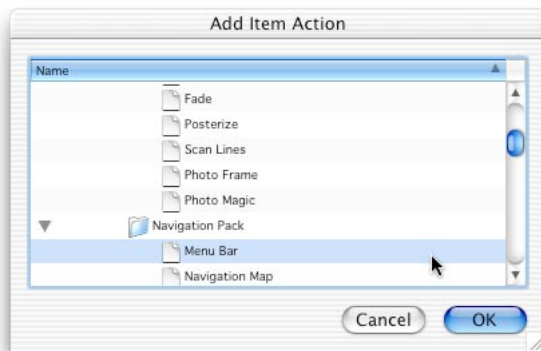 Add Item Action
Name
Fade
Posterize
Scan Lines
Photo Frame
Photo Magic
Navigation Pack
Menu Bar
Navigation Map
Cancel OK